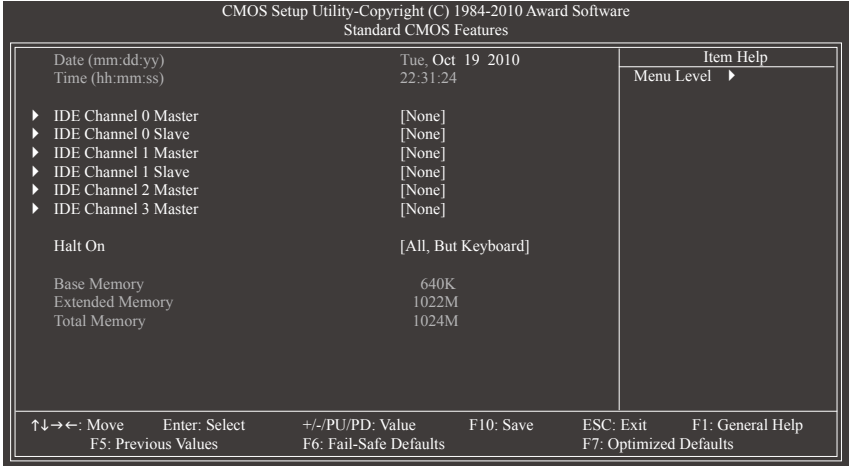 CMOS Setup Utility-Copyright (C) 1984-2010 Award Software
Standard CMOS Features
Date (mm:dd:yy) Tue, Oct 19 2010
Time (hh:mm:ss) 22:31:24
IDE Channel 0 Master [None]
IDE Channel 0 Slave [None]
IDE Channel 1 Master [None]
IDE Channel 1 Slave [None]
IDE Channel 2 Master [None]
IDE Channel 3 Master [None]
Halt On [All, But Keyboard]
Base Memory 640K
Extended Memory 1022M
Total Memory 1024M
Item Help
Menu Level ▶
↑↓→←: Move Enter: Select +/-/PU/PD: Value F10: Save ESC: Exit F1: General Help
F5: Previous Values F6: Fail-Safe Defaults F7: Optimized Defaults